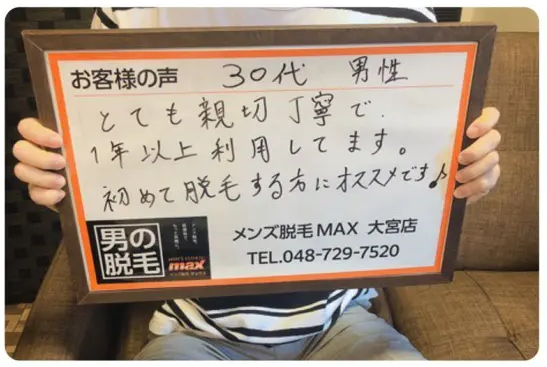 お客様の声 30代 男性
とても親切丁寧で、
1年以上利用してます。
初めて脱毛する方にオススメです♪
男の
脱毛
max
メンズ脱毛MAX 大宮店
TEL.048-729-7520